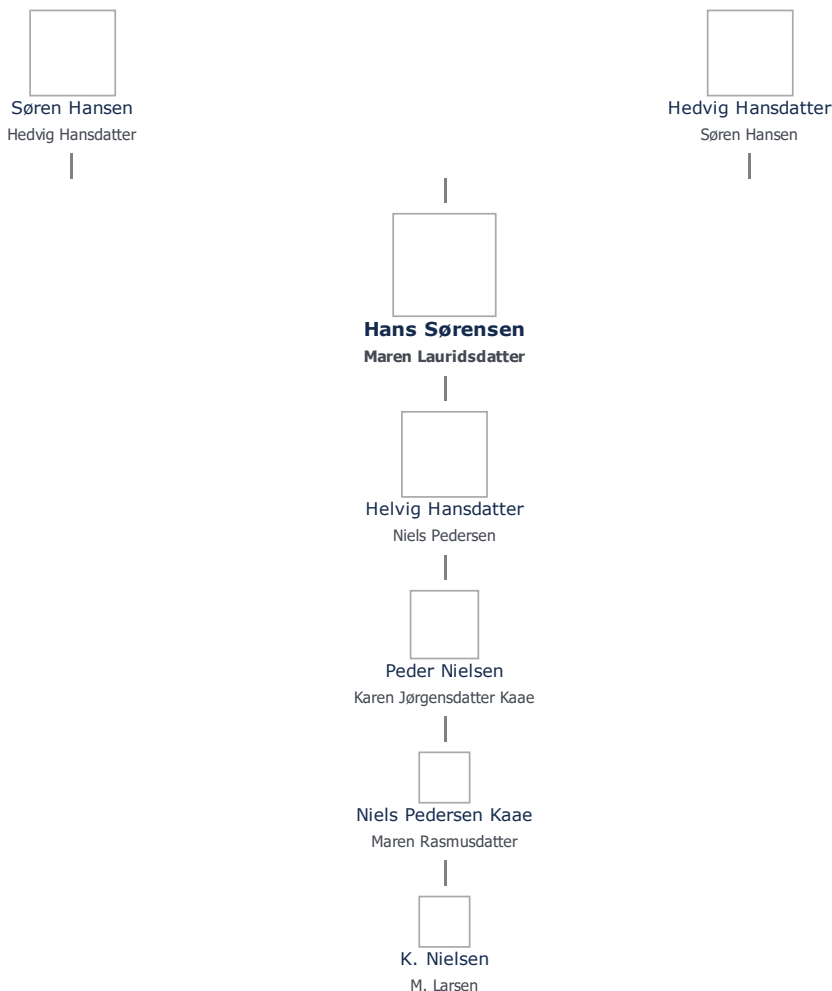 Søren Hansen
Hedvig Hansdatter
Hedvig Hansdatter
Søren Hansen
Hans Sørensen
Maren Lauridsdatter
Helvig Hansdatter
Niels Pedersen
Peder Nielsen
Karen Jørgensdatter Kaae
Niels Pedersen Kaae
Maren Rasmusdatter
K. Nielsen
M. Larsen